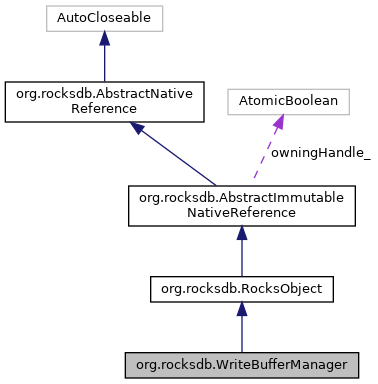 AutoCloseable
org.rocksdb.AbstractNative
Reference
AtomicBoolean
owningHandle_
org.rocksdb.AbstractImmutable
NativeReference
org.rocksdb.RocksObject
org.rocksdb.WriteBufferManager